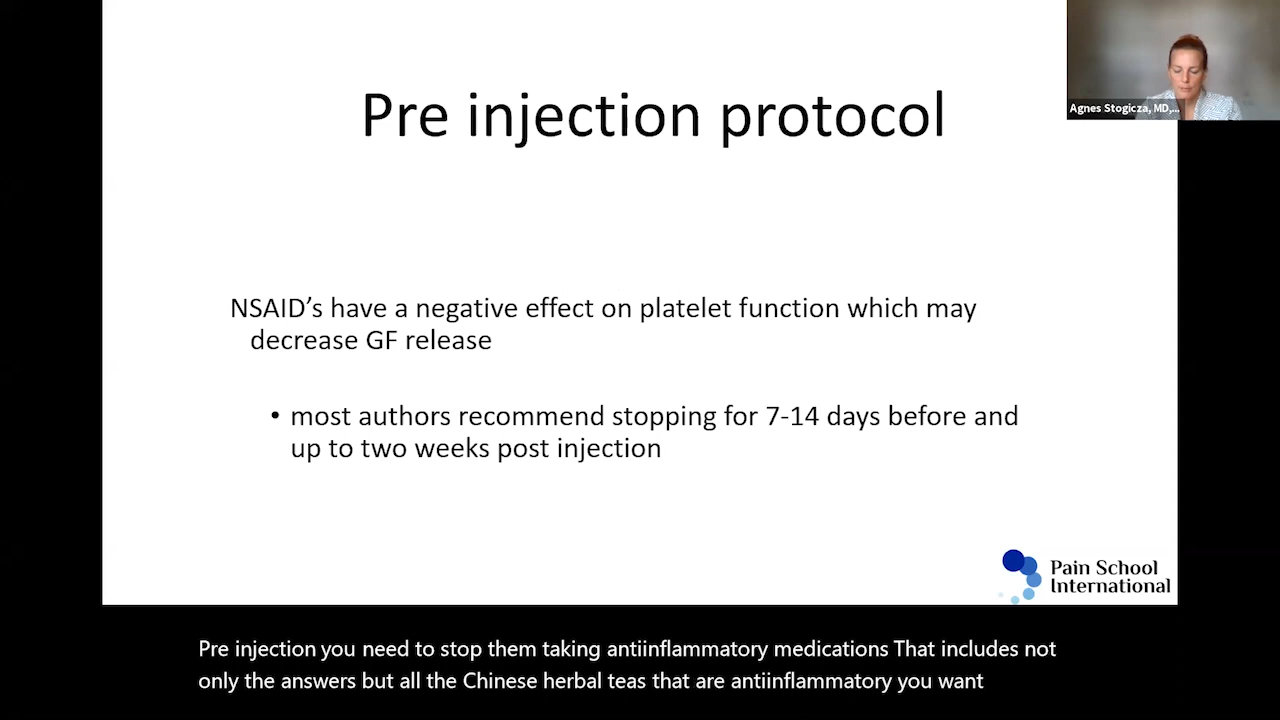 Pre injection protocol
Agnes Stogicza, MD,...
NSAID’s have a negative effect on platelet function which may
decrease GF release
• most authors recommend stopping for 7-14 days before and
up to two weeks post injection
Pain School
International
Pre injection you need to stop them taking antiinflammatory medications That includes not
only the answers but all the Chinese herbal teas that are antiinflammatory you want